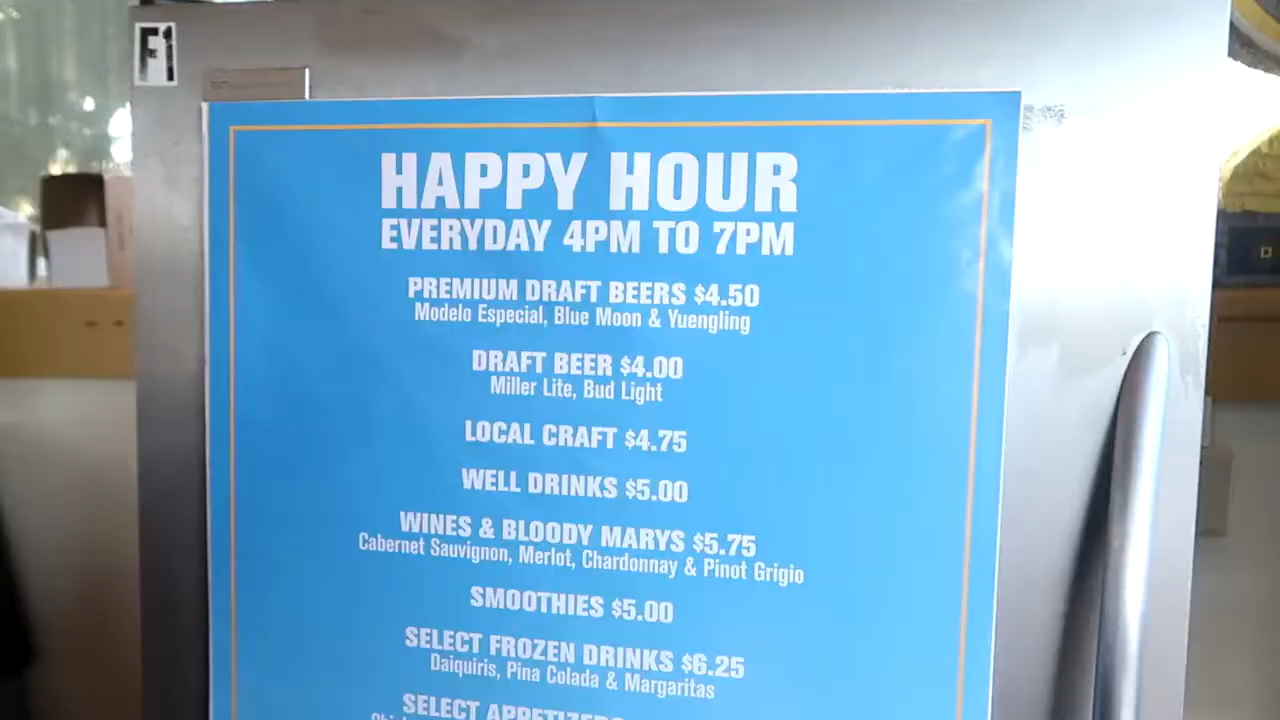 F1
HAPPY HOUR
EVERYDAY 4PM TO 7PM
PREMIUM DRAFT BEERS $4.50
Modelo Especial, Blue Moon & Yuengling
DRAFT BEER $4.00
Miller Lite, Bud Light
LOCAL CRAFT $4.75
WELL DRINKS $5.00
WINES & BLOODY MARYS $5.75
Cabernet Sauvignon, Merlot, Chardonnay & Pinot Grigio
SMOOTHIES $5.00
SELECT FROZEN DRINKS $6.25
Daiquiris, Pina Colada & Margaritas
SELECT APPETIZERS